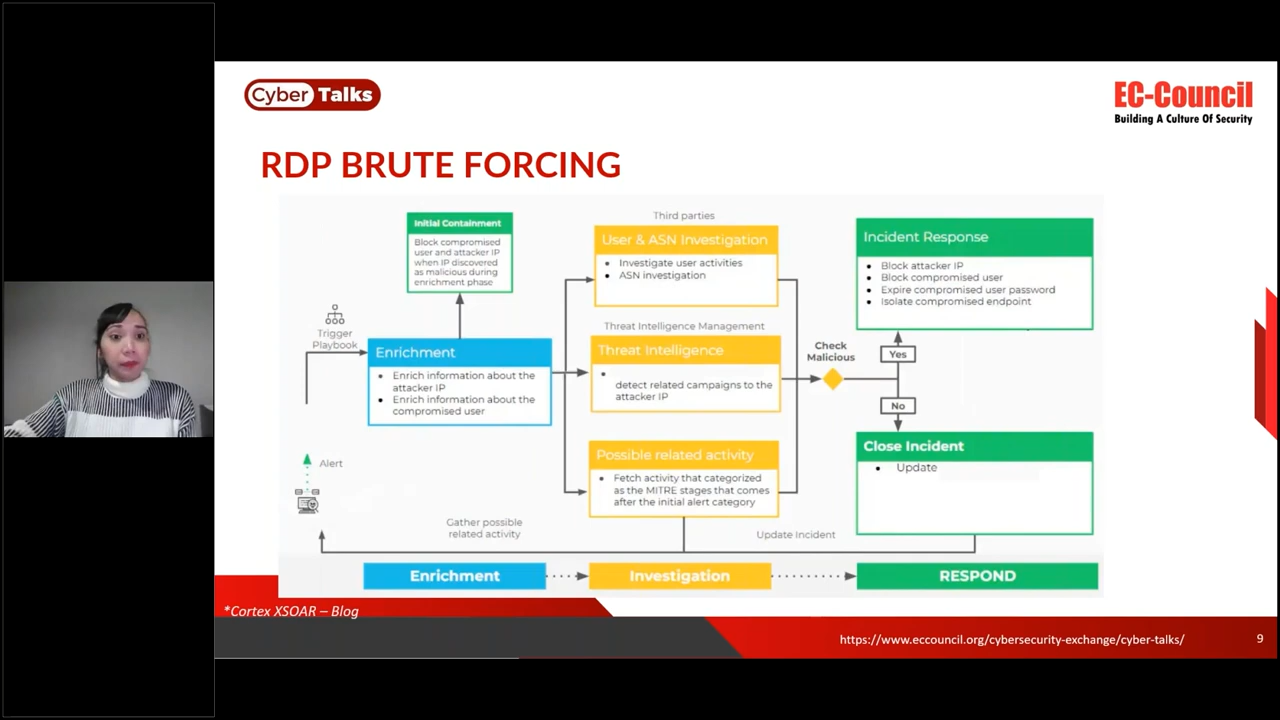 Cyber Talks
EC-Council
Building A Culture Of Security
RDP BRUTE FORCING
Initial Containment
Block compromised
user and attacker IP
when IP discovered
as malicious during
enrichment phase
Trigger
Playbook
Enrichment
• Enrich information about the
attacker IP
• Enrich information about the
compromised user
Alert
Third parties
User & ASN Investigation
• Investigate user activities
• ASN investigation
Threat Intelligence Management
Threat Intelligence
•
detect related campaigns to the
attacker IP
Possible related activity
• Fetch activity that categorized
as the MITRE stages that comes
after the initial alert category
Check
Malicious
Yes
No
Incident Response
• Block attacker IP
• Block compromised user
• Expire compromised user password
• Isolate compromised endpoint
Close Incident
• Update
Gather possible
related activity
Update Incident
Enrichment
Investigation
RESPOND
*Cortex XSOAR – Blog
https://www.eccouncil.org/cybersecurity-exchange/cyber-talks/
9